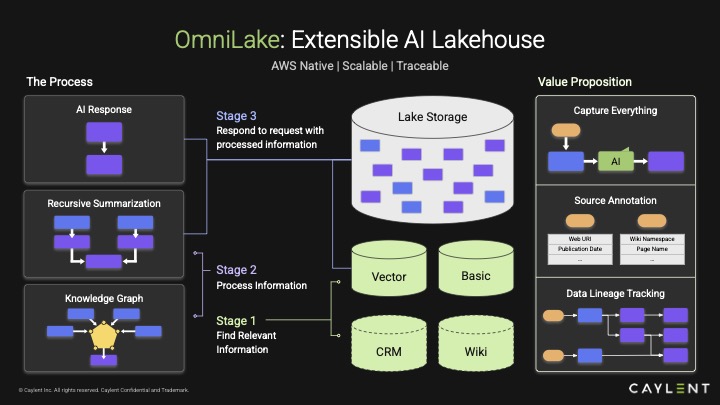 OmniLake: Extensible AI Lakehouse
AWS Native | Scalable | Traceable
The Process
AI Response
Recursive Summarization
Knowledge Graph
Stage 3
Respond to request with
processed information
Stage 2
Process Information
Stage 1
Find Relevant
Information
Lake Storage
Vector
Basic
CRM
Wiki
Value Proposition
Capture Everything
AI
Source Annotation
Web URI
Publication Date
...
Wiki Namespace
Page Name
...
Data Lineage Tracking
© Caylent Inc. All rights reserved. Caylent Confidential and Trademark.
CAYLENT